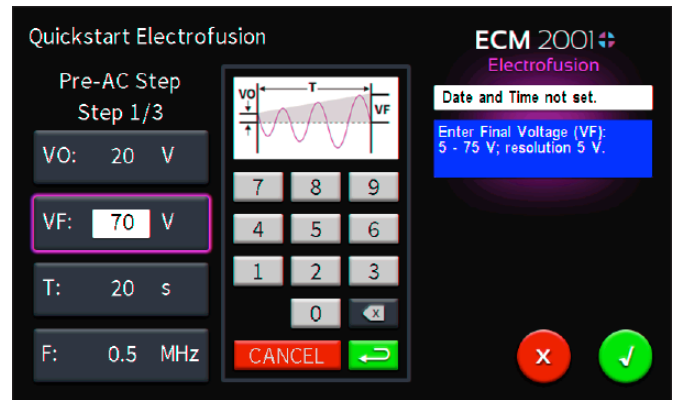 Quickstart Electrofusion
Pre-AC Step
Step 1/3
VO: 20 V
VF: 70 V
T: 20 s
F: 0.5 MHz
VO
T
VF
7 8 9
4 5 6
1 2 3
0 x
CANCEL
ECM 2001
Electrofusion
Date and Time not set.
Enter Final Voltage (VF):
5 - 75 V; resolution 5 V.
X